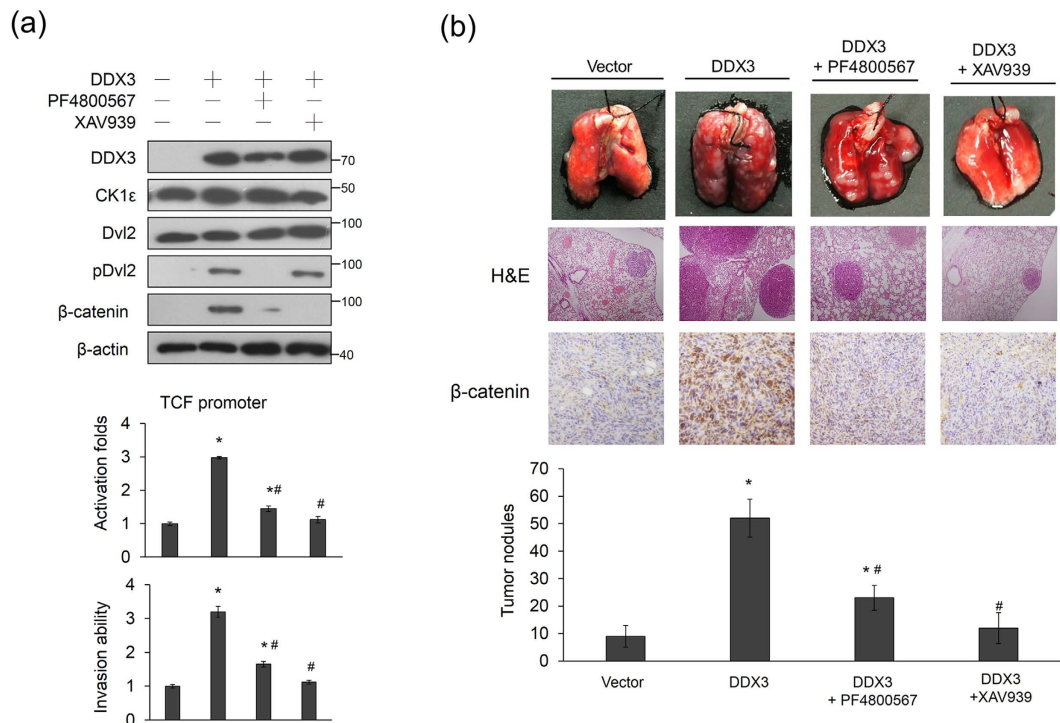 (a)
DDX3 — + + +
PF4800567 — — + —
XAV939 — — — +
DDX3 70
CK1ε 50
Dvl2 100
pDvl2 100
β-catenin 100
β-actin 40
TCF promoter
Activation folds
4
3
2
1
0
*
*#
#
Invasion ability
4
3
2
1
0
*
* #
#
(b)
Vector
DDX3
DDX3
+ PF4800567
DDX3
+ XAV939
H&E
β-catenin
Tumor nodules
70
60
50
40
30
20
10
0
*
* #
#
Vector
DDX3
DDX3
+ PF4800567
DDX3
+XAV939